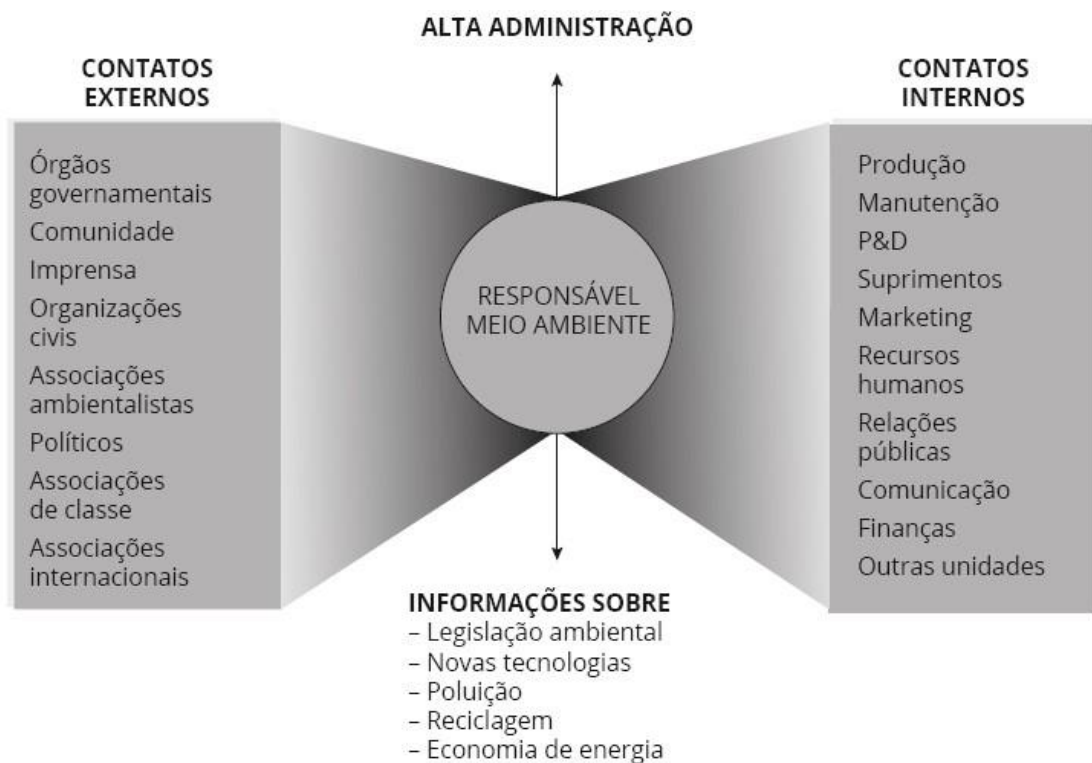 ALTA ADMINISTRAÇÃO
CONTATOS
EXTERNOS
Órgãos
governamentais
Comunidade
Imprensa
Organizações
civis
Associações
ambientalistas
Políticos
Associações
de classe
Associações
internacionais
RESPONSÁVEL
MEIO AMBIENTE
CONTATOS
INTERNOS
Produção
Manutenção
P&D
Suprimentos
Marketing
Recursos
humanos
Relações
públicas
Comunicação
Finanças
Outras unidades
INFORMAÇÕES SOBRE
– Legislação ambiental
– Novas tecnologias
– Poluição
– Reciclagem
– Economia de energia